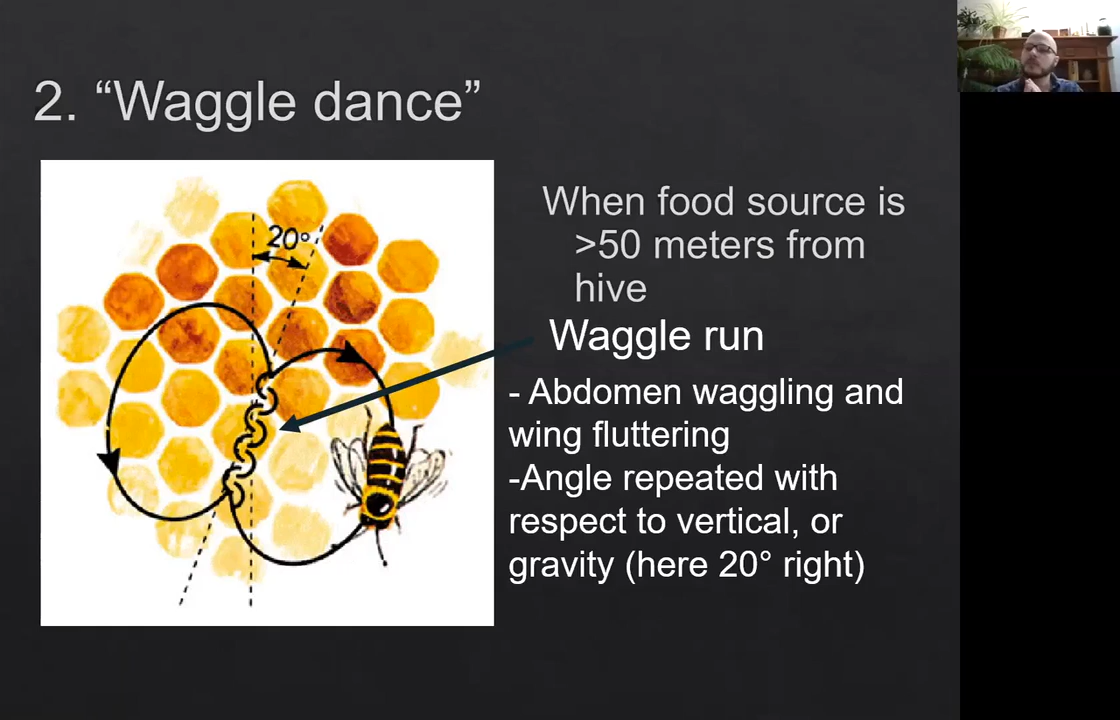 2. “Waggle dance”
20°
When food source is
>50 meters from
hive
Waggle run
- Abdomen waggling and
wing fluttering
-Angle repeated with
respect to vertical, or
gravity (here 20° right)